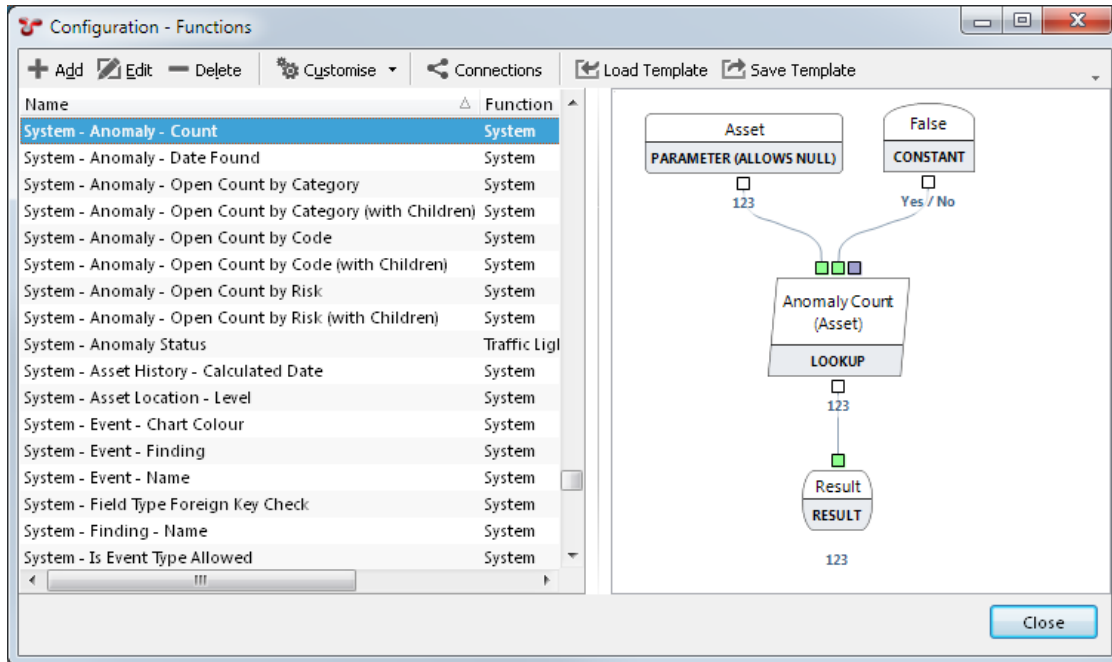 Configuration - Functions
Add Edit Delete Customise Connections Load Template Save Template
Name Function
System - Anomaly - Count System
System - Anomaly - Date Found System
System - Anomaly - Open Count by Category System
System - Anomaly - Open Count by Category (with Children) System
System - Anomaly - Open Count by Code System
System - Anomaly - Open Count by Code (with Children) System
System - Anomaly - Open Count by Risk System
System - Anomaly - Open Count by Risk (with Children) System
System - Anomaly Status Traffic Ligl
System - Asset History - Calculated Date System
System - Asset Location - Level System
System - Event - Chart Colour System
System - Event - Finding System
System - Event - Name System
System - Field Type Foreign Key Check System
System - Finding - Name System
System - Is Event Type Allowed System
Asset
PARAMETER (ALLOWS NULL)
123
False
CONSTANT
Yes / No
Anomaly Count
(Asset)
LOOKUP
123
Result
RESULT
123
Close